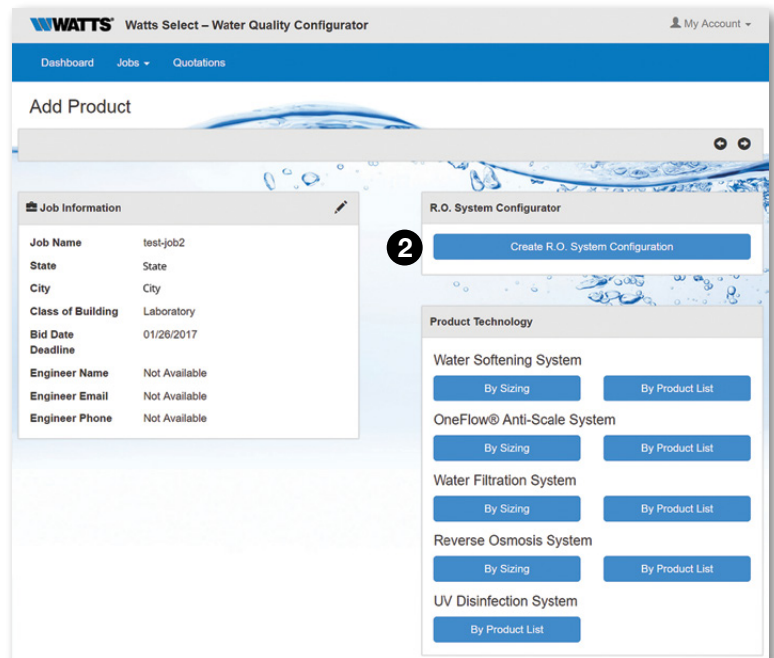 WATTS® Watts Select – Water Quality Configurator
My Account
Dashboard Jobs Quotations
Add Product
Job Information
Job Name test-job2
State State
City City
Class of Building Laboratory
Bid Date 01/26/2017
Deadline
Engineer Name Not Available
Engineer Email Not Available
Engineer Phone Not Available
R.O. System Configurator
2
Create R.O. System Configuration
Product Technology
Water Softening System
By Sizing By Product List
OneFlow® Anti-Scale System
By Sizing By Product List
Water Filtration System
By Sizing By Product List
Reverse Osmosis System
By Sizing By Product List
UV Disinfection System
By Product List